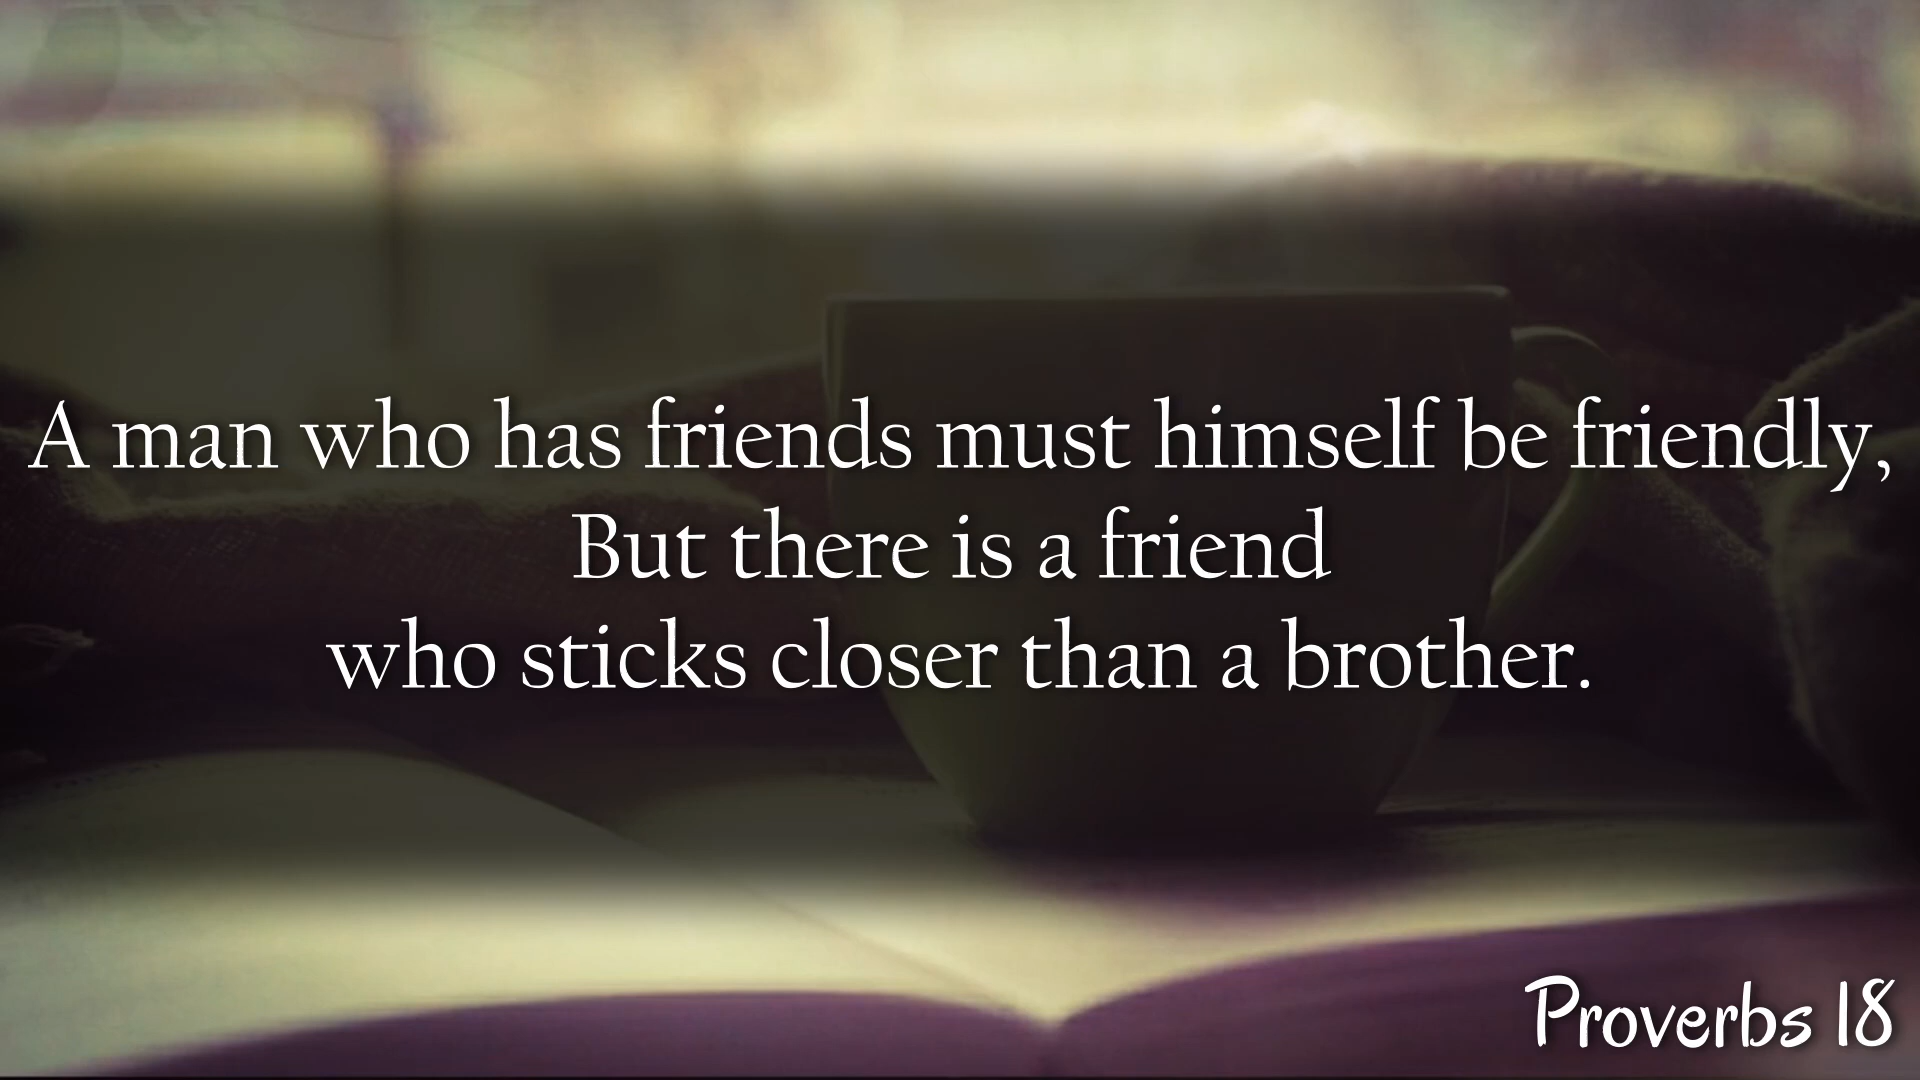 A man who has friends must himself be friendly,
But there is a friend
who sticks closer than a brother.
Proverbs 18